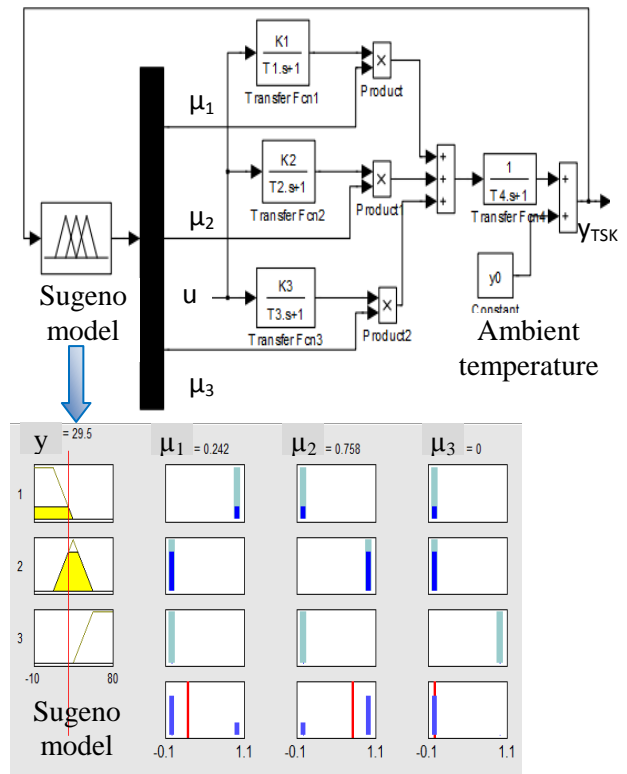 K1
T1.s+1
Transfer Fcn1
×
Product
μ1
K2
T2.s+1
Transfer Fcn2
×
Product1
μ2
+
+
+
1
T4.s+1
Transfer Fcn4
+
+
yTSK
Sugeno
model
u
K3
T3.s+1
Transfer Fcn3
×
Product2
y0
Constant
Ambient
temperature
μ3
y = 29.5
μ1 = 0.242
μ2 = 0.758
μ3 = 0
1
2
3
-10 80
Sugeno
model
-0.1 1.1
-0.1 1.1
-0.1 1.1